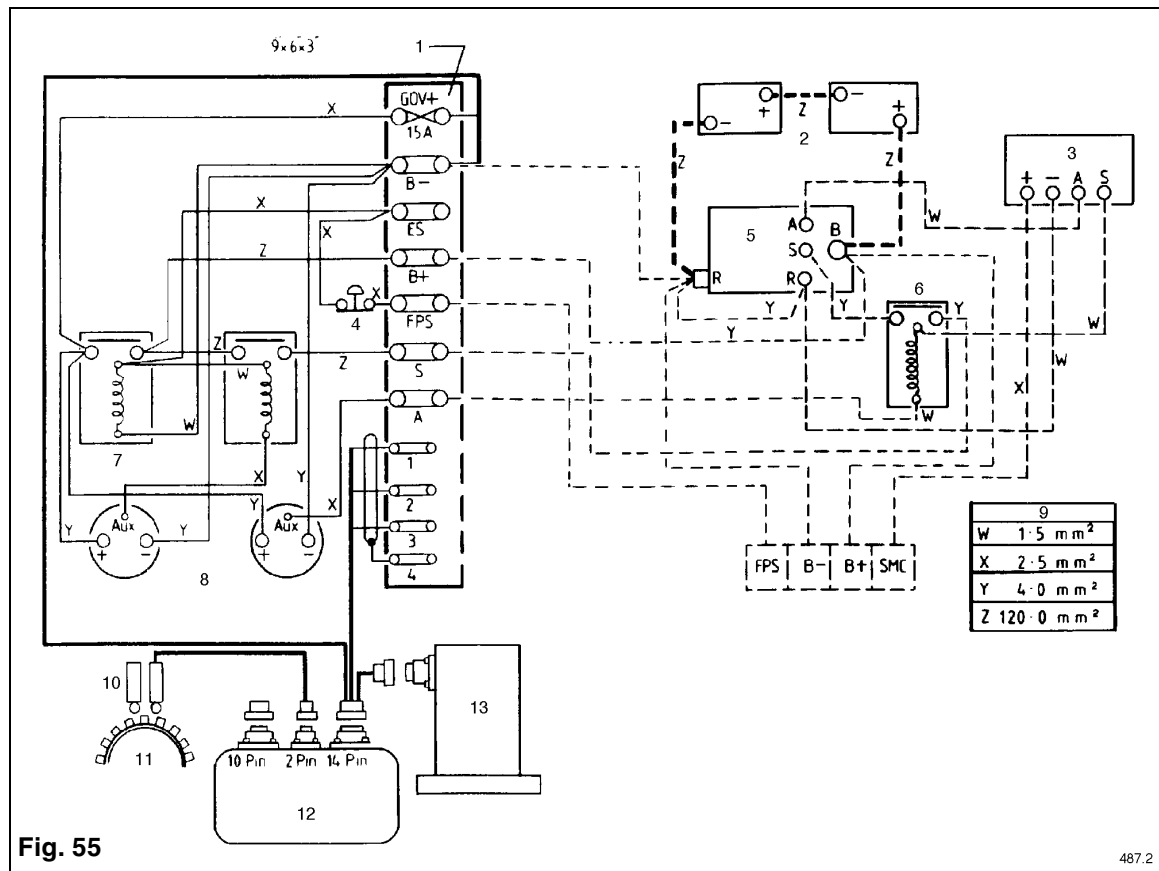 9×6×3"
1
GOV+
15A
X
B-
X
ES
X
Z
B+
4
X
FPS
Z
W
Z
S
W
A
7
X
Y
X
Y
Y
Y
Aux
+
-
Aux
+
-
8
1
2
3
4
- + Z - +
2
Z
Z
3
+ - A S
W
5
A
S
B
R
R
Y
Y
Y
6
Y
W
W
W
X
FPS B- B+ SMC
9
W 1·5 mm²
X 2·5 mm²
Y 4·0 mm²
Z 120·0 mm²
10
11
10 Pin 2 Pin 14 Pin
12
13
Fig. 55
487.2